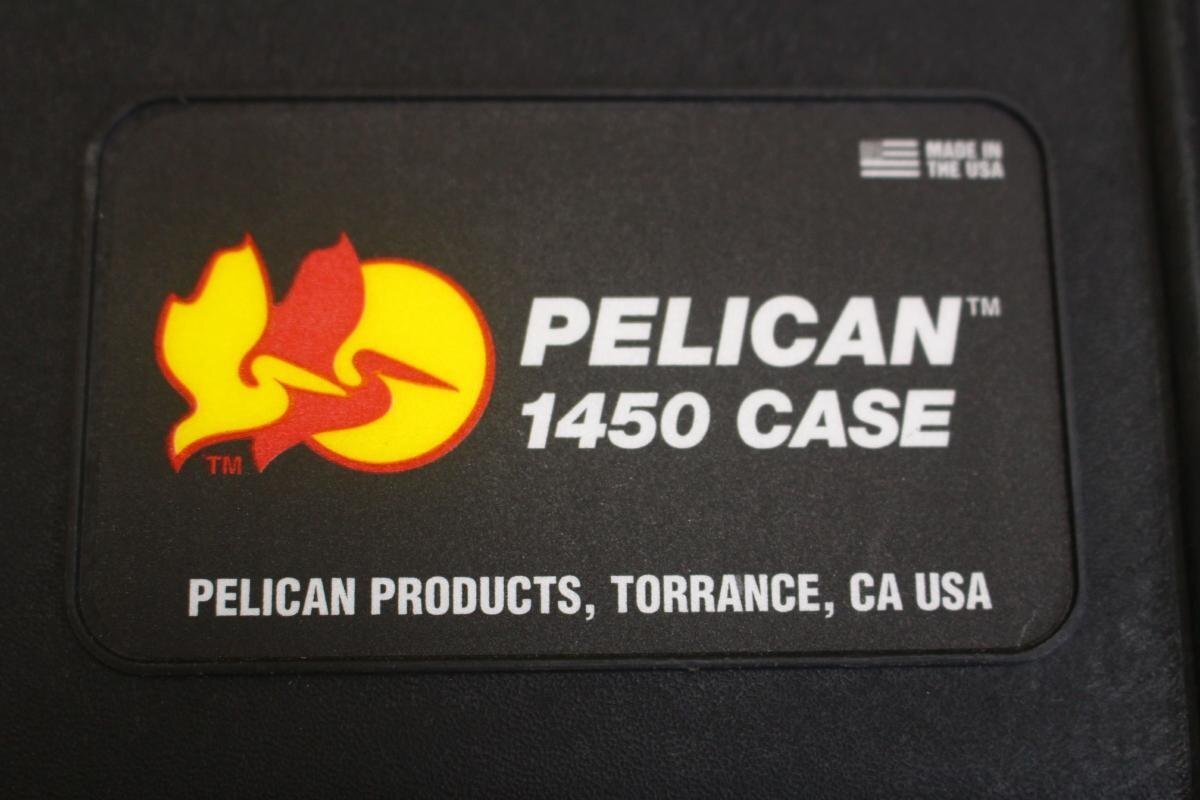 MADE IN
THE USA
PELICAN™
1450 CASE
TM
PELICAN PRODUCTS, TORRANCE, CA USA